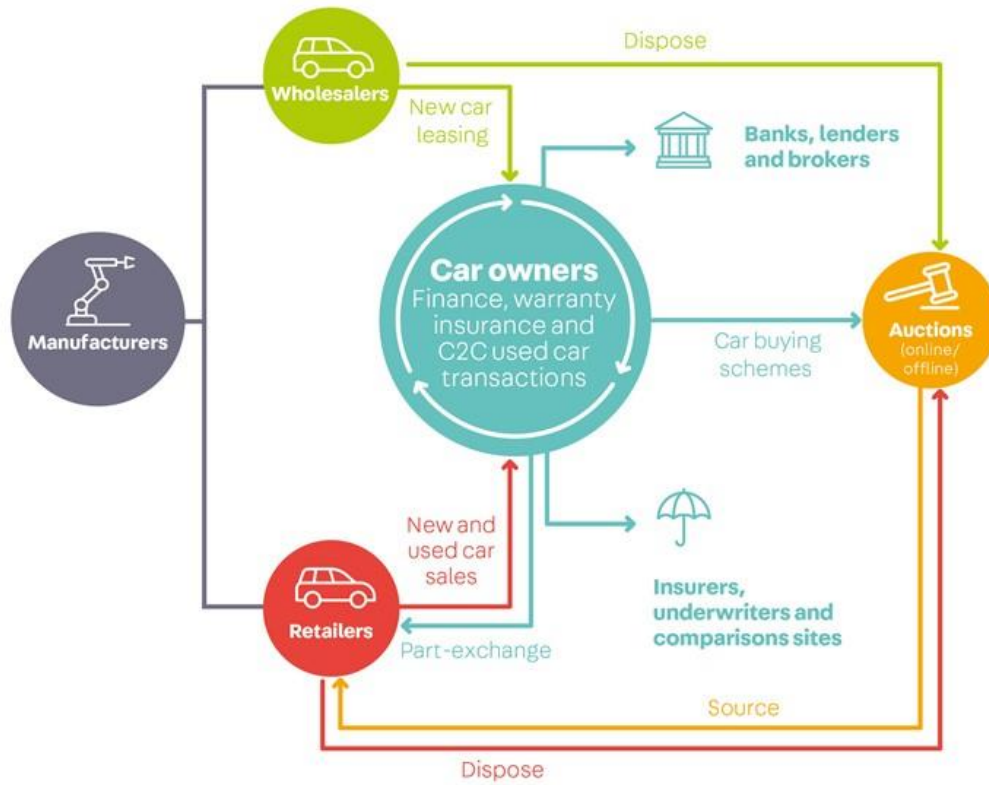 Dispose
Wholesalers
New car
leasing
Banks, lenders
and brokers
Car owners
Finance, warranty
insurance and
C2C used car
transactions
Manufacturers
Auctions
(online/
offline)
Car buying
schemes
New and
used car
sales
Retailers
Part-exchange
Insurers,
underwriters and
comparisons sites
Source
Dispose